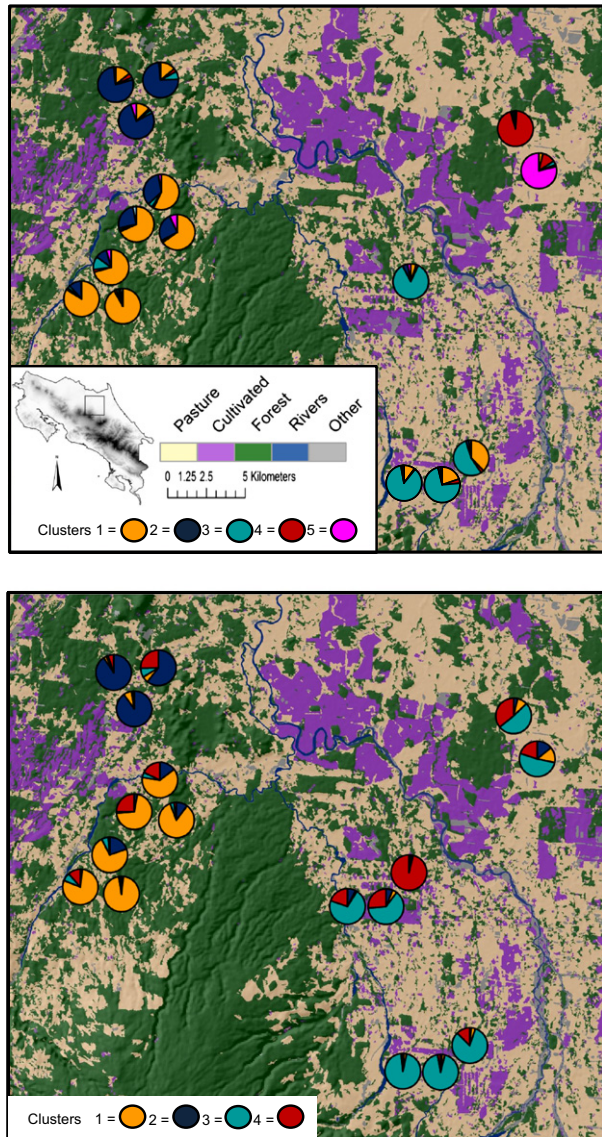 Pasture
Cultivated
Forest
Rivers
Other
0 1.25 2.5 5 Kilometers
N
Clusters 1 = 2 = 3 = 4 = 5 =
Clusters 1 = 2 = 3 = 4 =